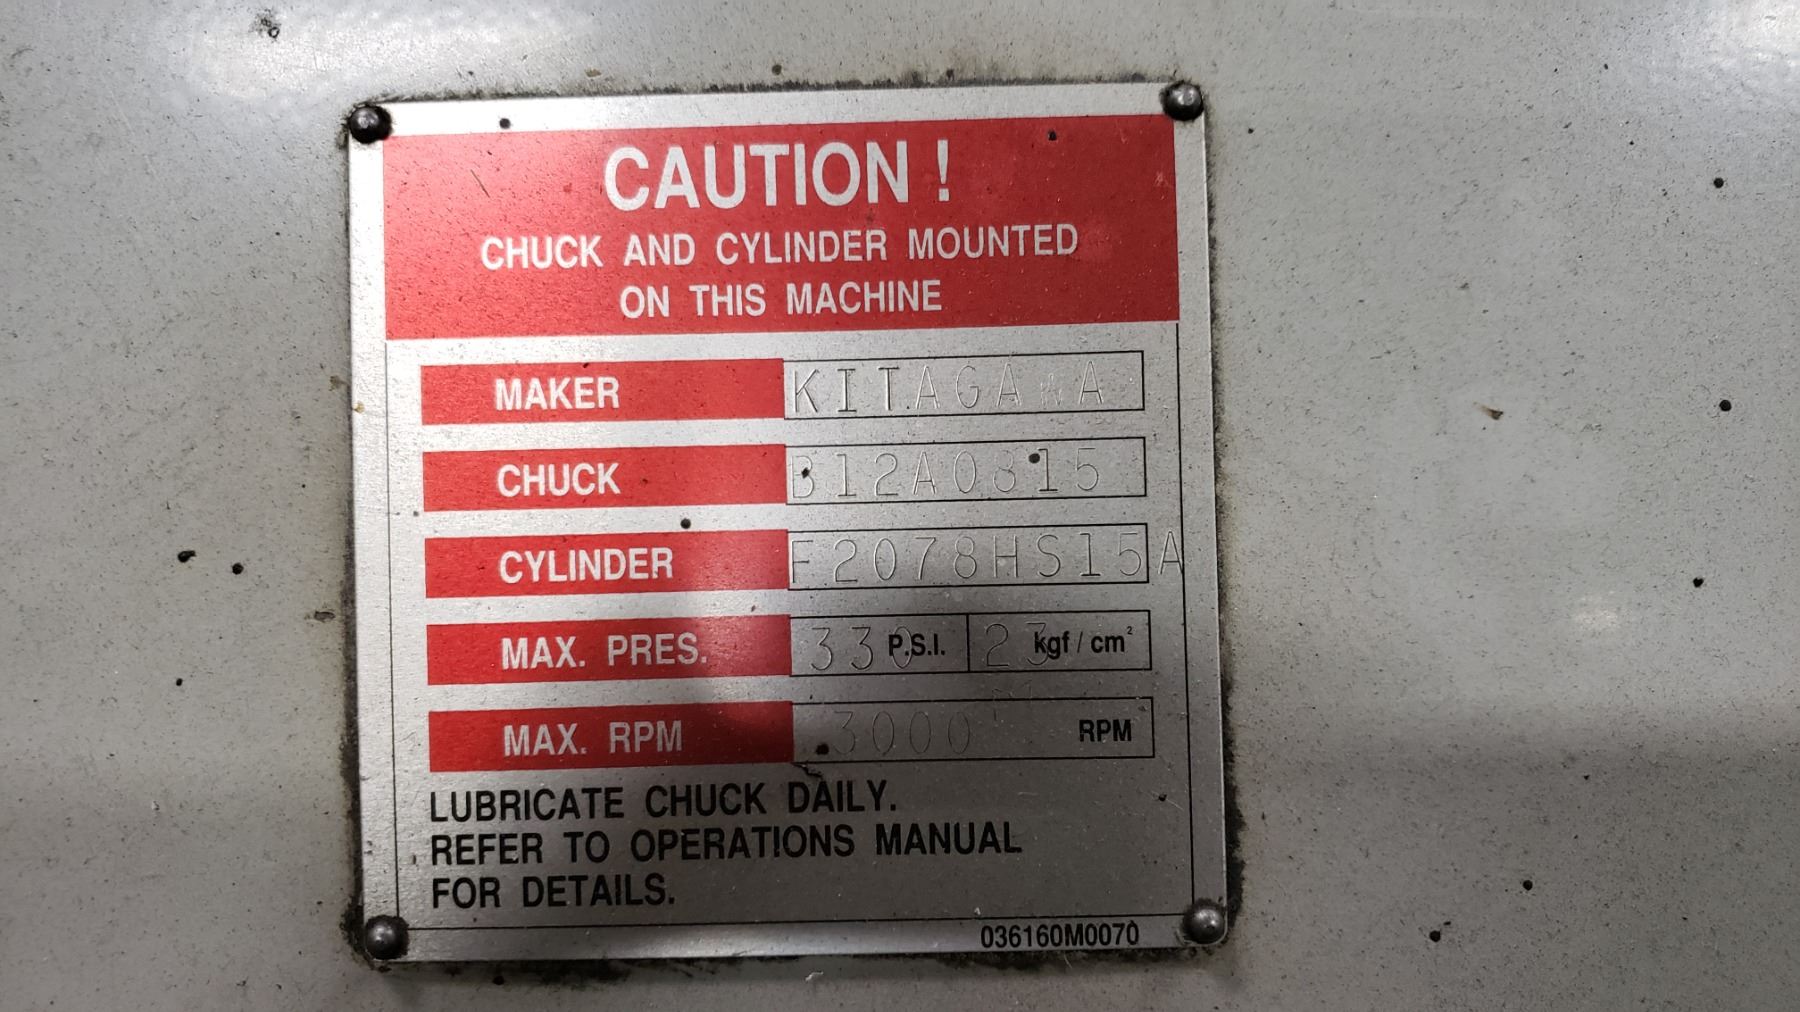 CAUTION !
CHUCK AND CYLINDER MOUNTED
ON THIS MACHINE
MAKER KITAGAWA
CHUCK B12A0815
CYLINDER F2078HS15A
MAX. PRES. 330 P.S.I. 23 kgf / cm²
MAX. RPM 3000 RPM
LUBRICATE CHUCK DAILY.
REFER TO OPERATIONS MANUAL
FOR DETAILS.
036160M0070